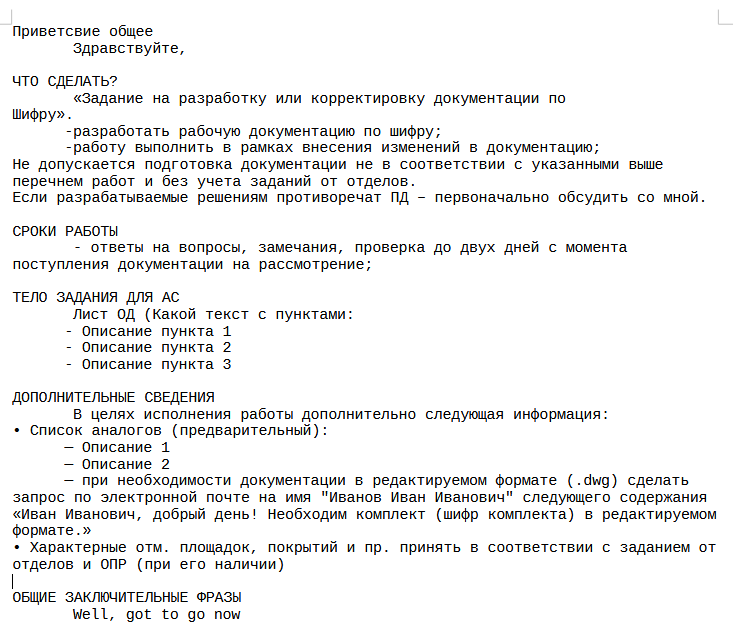 Приветсвие общее
Здравствуйте,
ЧТО СДЕЛАТЬ?
«Задание на разработку или корректировку документации по
Шифру».
-разработать рабочую документацию по шифру;
-работу выполнить в рамках внесения изменений в документацию;
Не допускается подготовка документации не в соответствии с указанными выше
перечнем работ и без учета заданий от отделов.
Если разрабатываемые решениям противоречат ПД – первоначально обсудить со мной.
СРОКИ РАБОТЫ
- ответы на вопросы, замечания, проверка до двух дней с момента
поступления документации на рассмотрение;
ТЕЛО ЗАДАНИЯ ДЛЯ АС
Лист ОД (Какой текст с пунктами:
- Описание пункта 1
- Описание пункта 2
- Описание пункта 3
ДОПОЛНИТЕЛЬНЫЕ СВЕДЕНИЯ
В целях исполнения работы дополнительно следующая информация:
• Список аналогов (предварительный):
— Описание 1
— Описание 2
— при необходимости документации в редактируемом формате (.dwg) сделать
запрос по электронной почте на имя "Иванов Иван Иванович" следующего содержания
«Иван Иванович, добрый день! Необходим комплект (шифр комплекта) в редактируемом
формате.»
• Характерные отм. площадок, покрытий и пр. принять в соответствии с заданием от
отделов и ОПР (при его наличии)
ОБЩИЕ ЗАКЛЮЧИТЕЛЬНЫЕ ФРАЗЫ
Well, got to go now